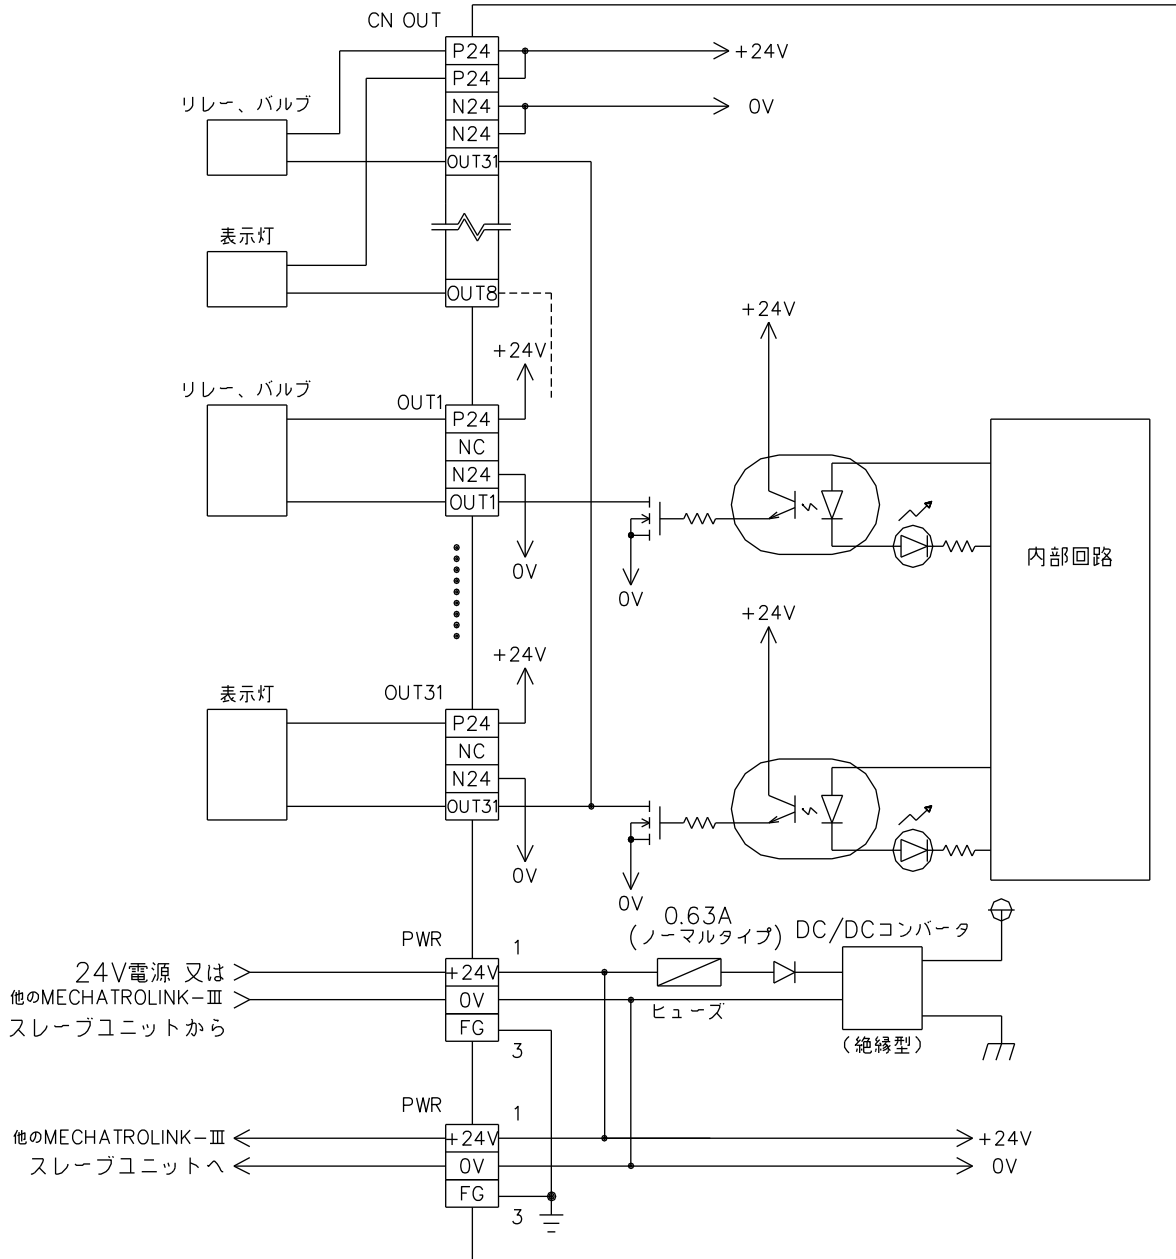 CN OUT
P24
+24V
P24
リレー、バルブ
N24
0V
N24
OUT31
表示灯
OUT8
+24V
+24V
リレー、バルブ
OUT1
P24
NC
N24
OUT1
内部回路
0V
0V
+24V
+24V
表示灯
OUT31
P24
NC
N24
OUT31
0V
0V
0.63A
(ノーマルタイプ)
DC/DCコンバータ
PWR
1
24V電源 又は
+24V
他のMECHATROLINK-Ⅲ
0V
ヒューズ
スレーブユニットから
FG
3
(絶縁型)
PWR
1
他のMECHATROLINK-Ⅲ
+24V
+24V
スレーブユニットへ
0V
0V
FG
3